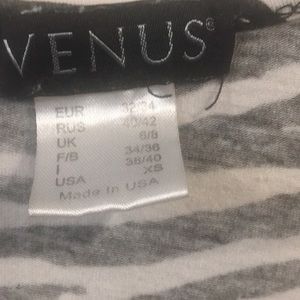 VENUS®
EUR 32/34
RUS 40/42
UK 6/8
F/B 34/36
I 38/40
USA XS
Made in USA